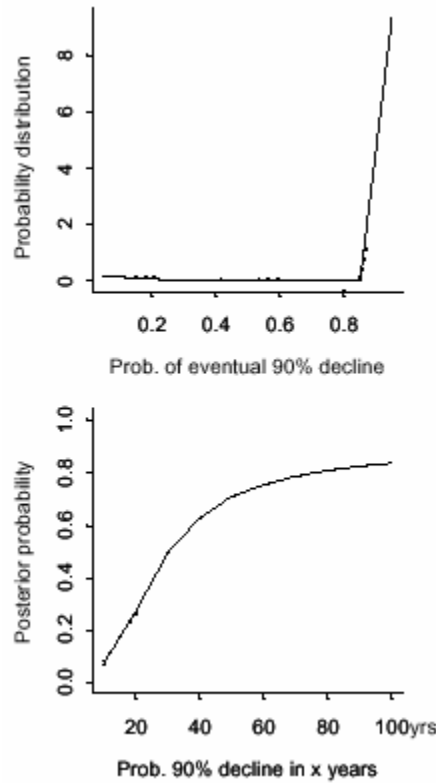 Probability distribution
8
6
4
2
0
0.2 0.4 0.6 0.8
Prob. of eventual 90% decline
Posterior probability
1.0
0.8
0.6
0.4
0.2
0.0
20 40 60 80 100yrs
Prob. 90% decline in x years